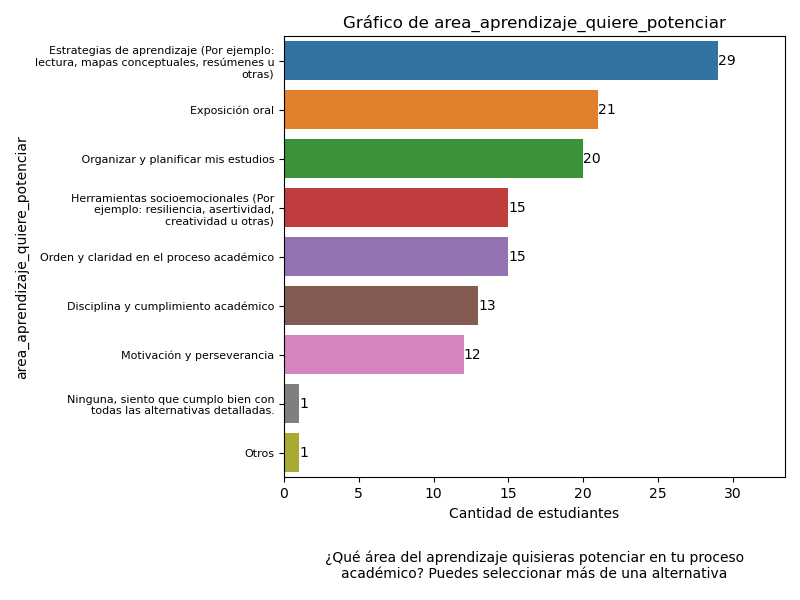 Gráfico de area_aprendizaje_quiere_potenciar
Estrategias de aprendizaje (Por ejemplo:
lectura, mapas conceptuales, resúmenes u
otras)
29
Exposición oral
21
Organizar y planificar mis estudios
20
Herramientas socioemocionales (Por
ejemplo: resiliencia, asertividad,
creatividad u otras)
15
Orden y claridad en el proceso académico
15
Disciplina y cumplimiento académico
13
Motivación y perseverancia
12
Ninguna, siento que cumplo bien con
todas las alternativas detalladas.
1
Otros
1
area_aprendizaje_quiere_potenciar
0 5 10 15 20 25 30
Cantidad de estudiantes
¿Qué área del aprendizaje quisieras potenciar en tu proceso
académico? Puedes seleccionar más de una alternativa